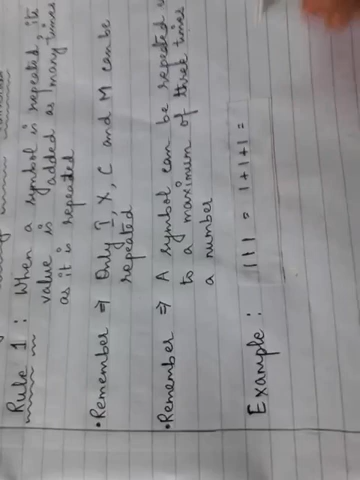 Rule 1 : When a symbol is repeated, it
value is added as many times
as it is repeated
• Remember ⇒ Only I, X, C and M can be
repeated
• Remember ⇒ A symbol can be repeated
to a maximum of three times
a number
Example : III = 1+1+1 =